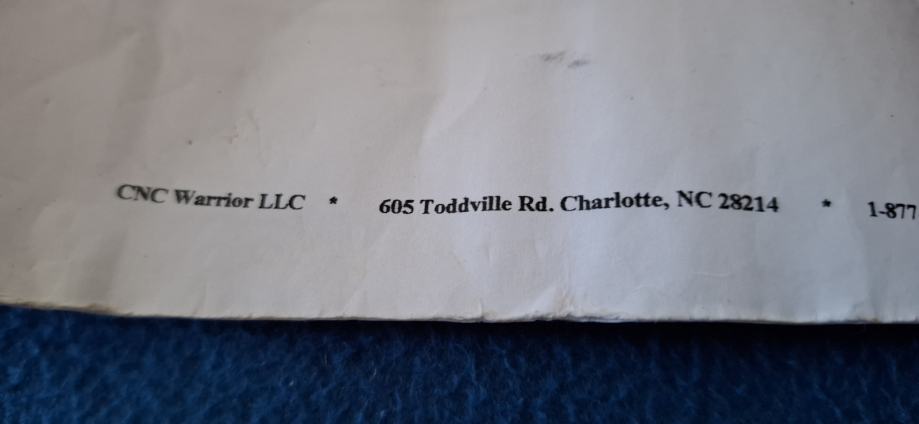 CNC Warrior LLC * 605 Toddville Rd. Charlotte, NC 28214 * 1-877